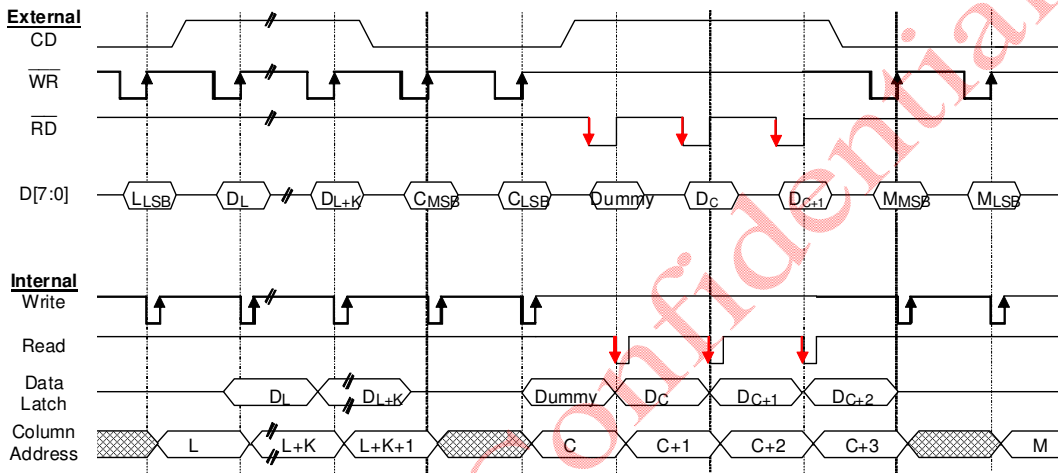 External
CD
WR
RD
D[7:0] LLSB DL DL+K CMSB CLSB Dummy DC DC+1 MMSB MLSB
Internal
Write
Read
Data Latch DL DL+K Dummy DC DC+1 DC+2
Column Address L L+K L+K+1 C C+1 C+2 C+3 M
Confidential